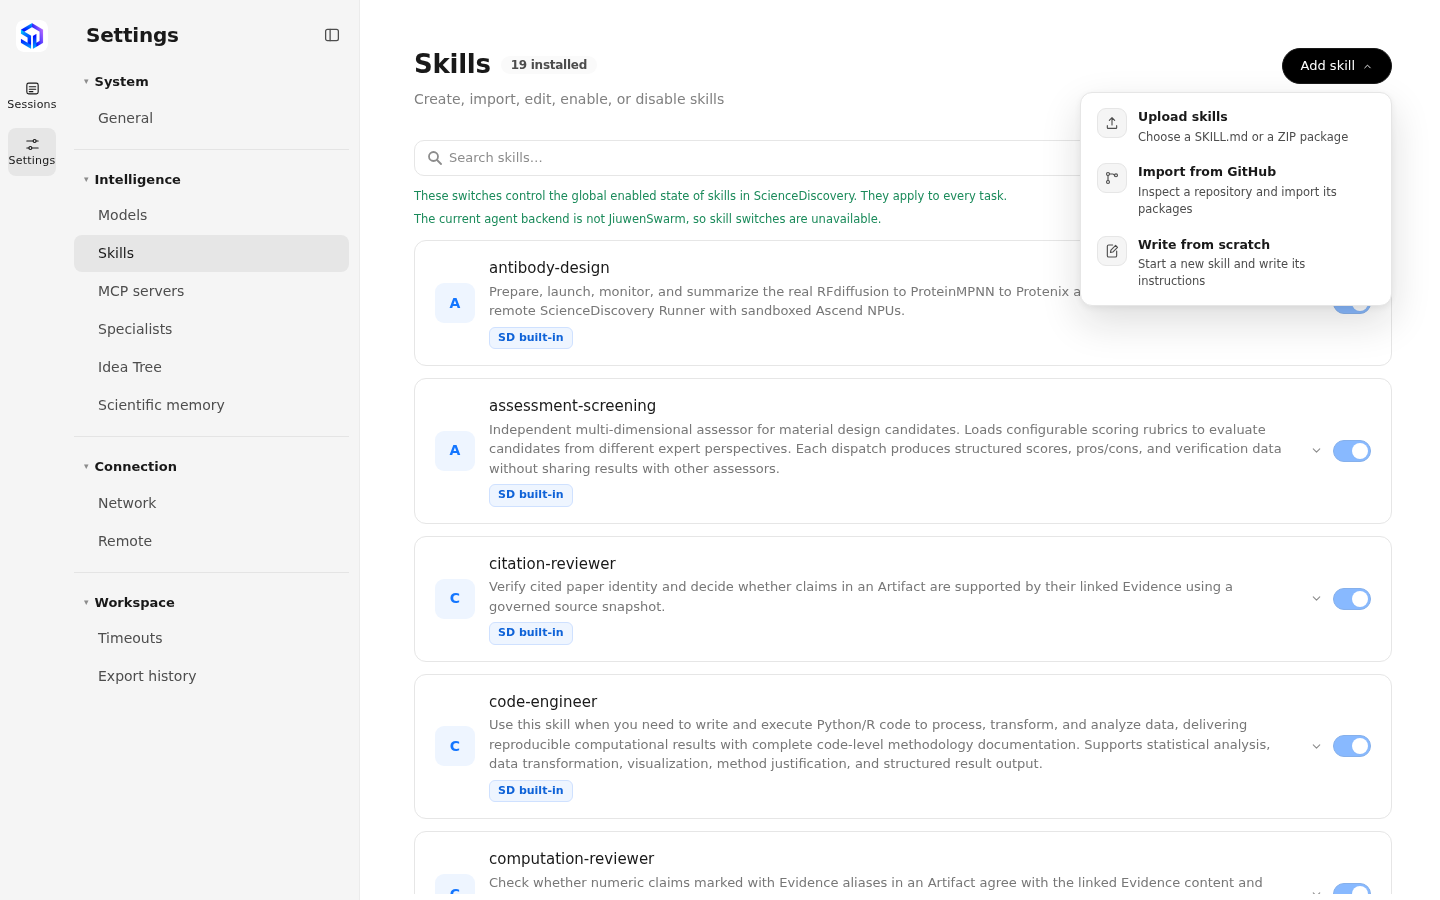 Settings
Sessions
Settings
System
General
Intelligence
Models
Skills
MCP servers
Specialists
Idea Tree
Scientific memory
Connection
Network
Remote
Workspace
Timeouts
Export history
Skills
19 installed
Create, import, edit, enable, or disable skills
Add skill
Upload skills
Choose a SKILL.md or a ZIP package
Import from GitHub
Inspect a repository and import its
packages
Write from scratch
Start a new skill and write its
instructions
Search skills...
These switches control the global enabled state of skills in ScienceDiscovery. They apply to every task.
The current agent backend is not JiuwenSwarm, so skill switches are unavailable.
A
antibody-design
Prepare, launch, monitor, and summarize the real RFdiffusion to ProteinMPNN to Protenix
remote ScienceDiscovery Runner with sandboxed Ascend NPUs.
SD built-in
A
assessment-screening
Independent multi-dimensional assessor for material design candidates. Loads configurable scoring rubrics to evaluate
candidates from different expert perspectives. Each dispatch produces structured scores, pros/cons, and verification data
without sharing results with other assessors.
SD built-in
C
citation-reviewer
Verify cited paper identity and decide whether claims in an Artifact are supported by their linked Evidence using a
governed source snapshot.
SD built-in
C
code-engineer
Use this skill when you need to write and execute Python/R code to process, transform, and analyze data, delivering
reproducible computational results with complete code-level methodology documentation. Supports statistical analysis,
data transformation, visualization, method justification, and structured result output.
SD built-in
C
computation-reviewer
Check whether numeric claims marked with Evidence aliases in an Artifact agree with the linked Evidence content and